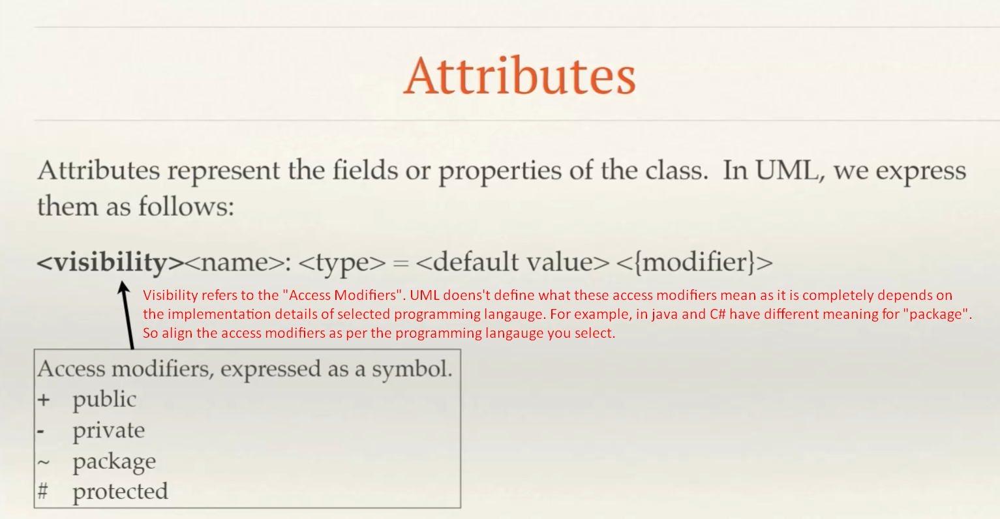 Attributes
Attributes represent the fields or properties of the class. In UML, we express
them as follows:
<visibility><name>: <type> = <default value> <{modifier}>
Visibility refers to the "Access Modifiers". UML doens't define what these access modifiers mean as it is completely depends on
the implementation details of selected programming langauge. For example, in java and C# have different meaning for "package".
So align the access modifiers as per the programming langauge you select.
Access modifiers, expressed as a symbol.
+ public
- private
~ package
# protected